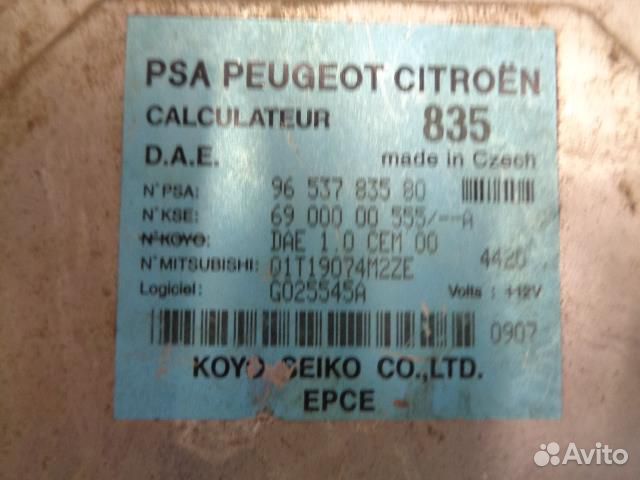 PSA PEUGEOT CITROËN
CALCULATEUR 835
D.A.E. made in Czech
N°PSA: 96 537 835 80
N°KSE: 69 000 00 555/--A
N°KOYO: DAE 1.0 CEM 00
N°MITSUBISHI: Q1T19074M2ZE 4420
Logiciel: G025545A Volts : +12V
0907
KOYO SEIKO CO.,LTD.
EPCE
Avito